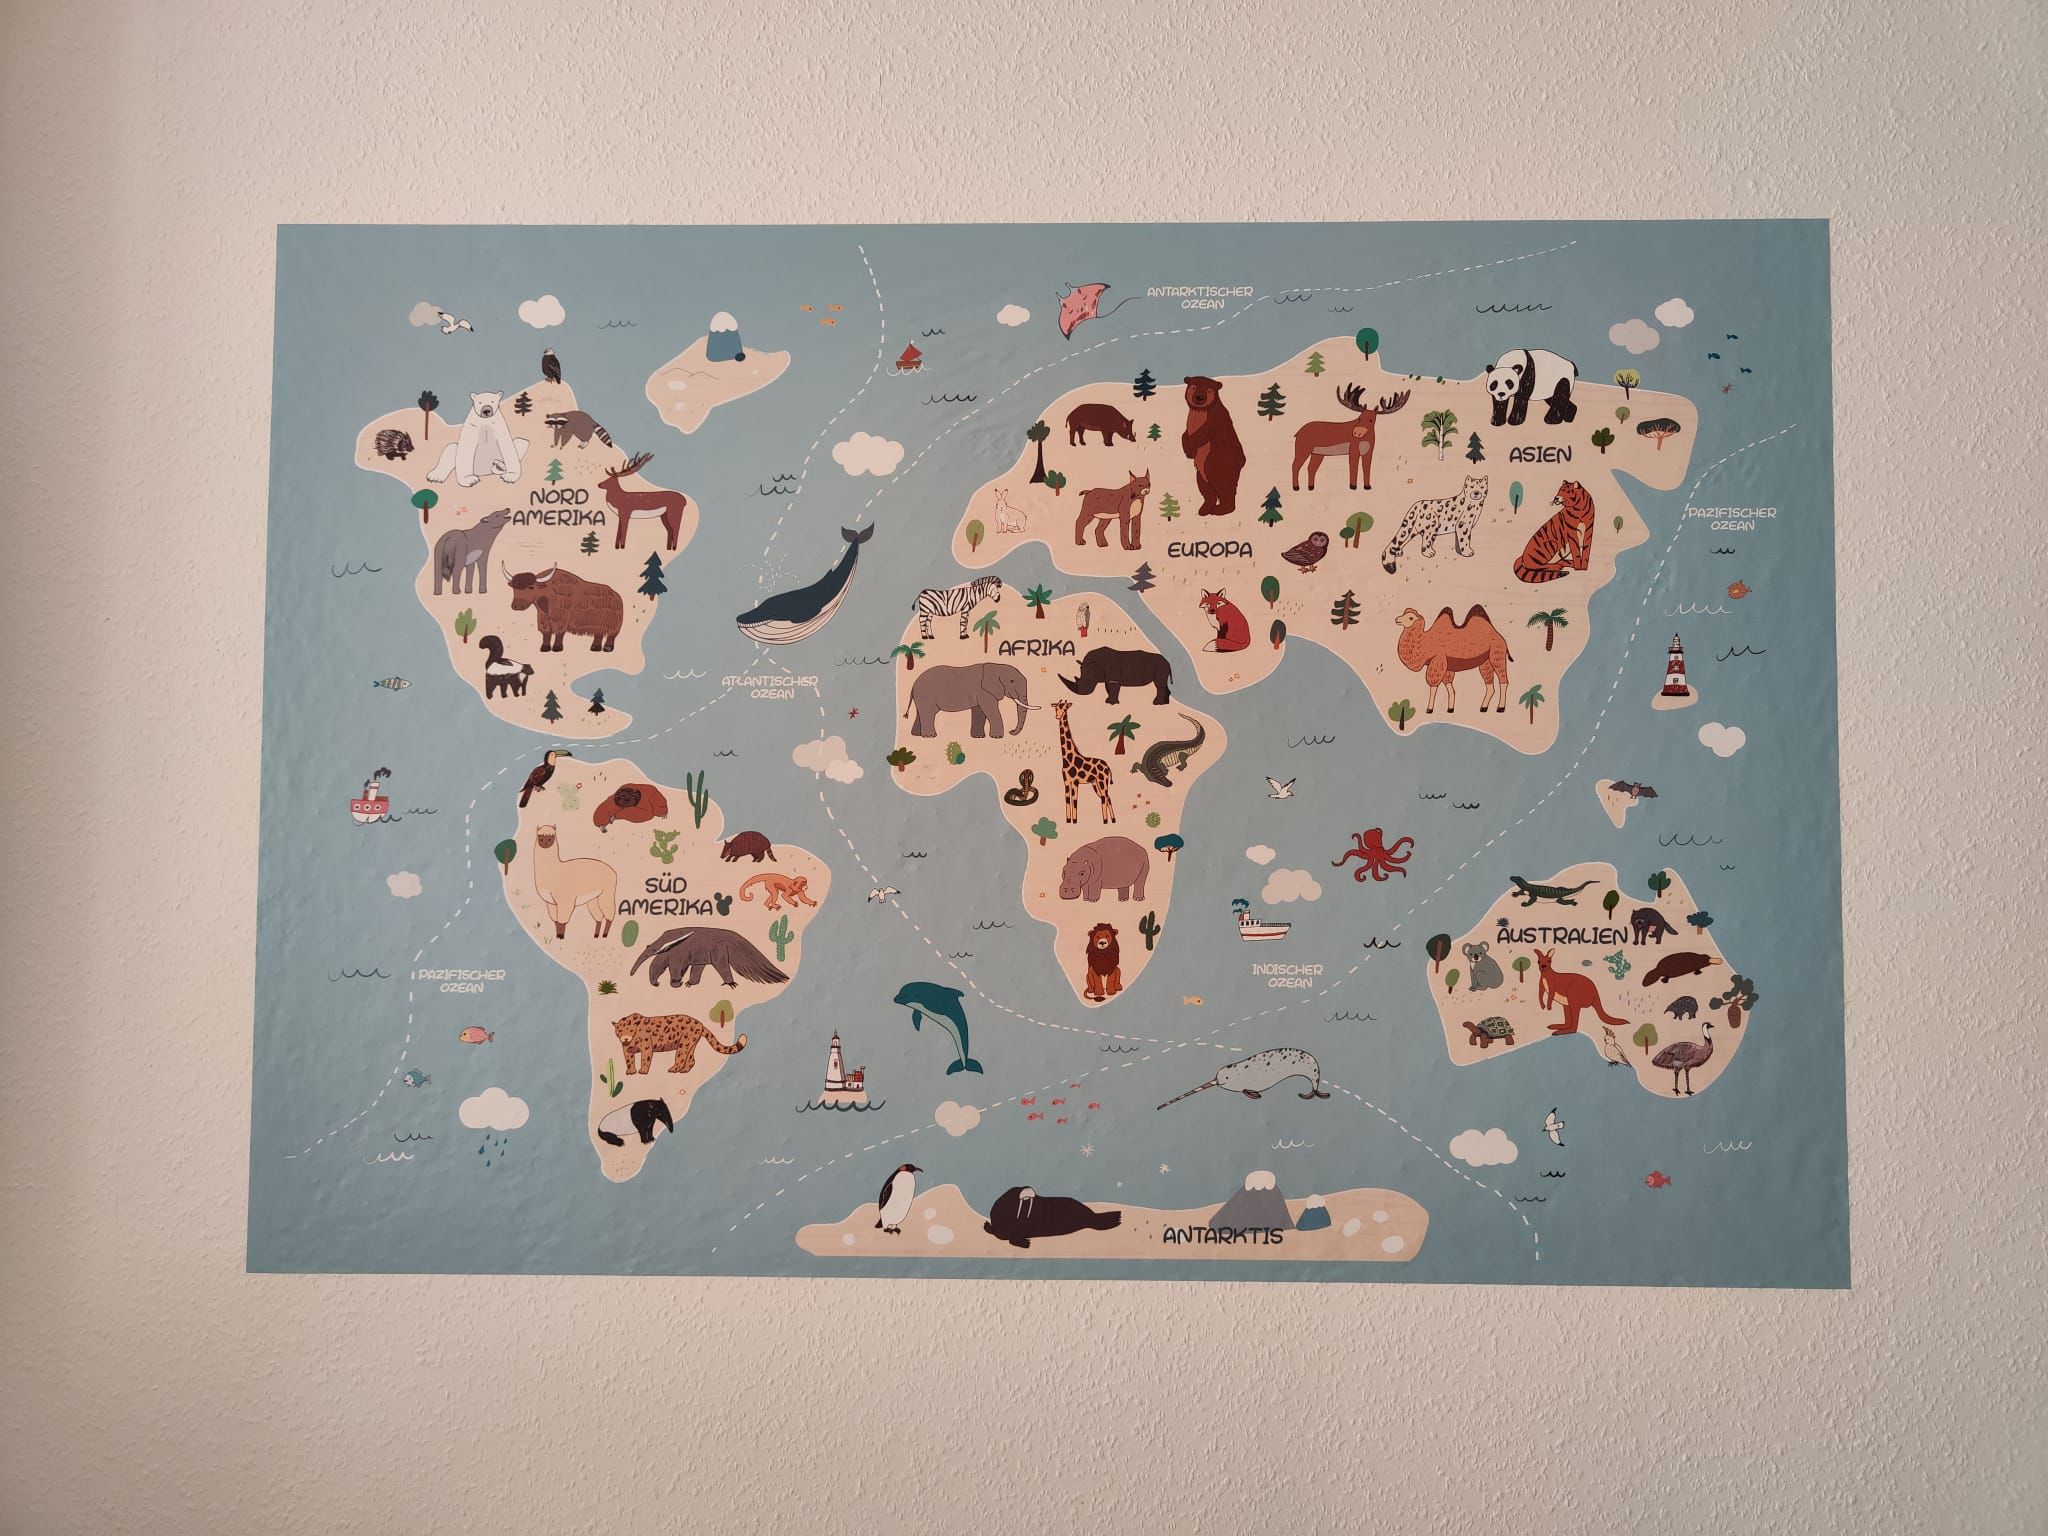 ANTARKTISCHER
OZEAN
NORD
AMERIKA
ASIEN
EUROPA
PAZIFISCHER
OZEAN
AFRIKA
ATLANTISCHER
OZEAN
SÜD
AMERIKA
AUSTRALIEN
PAZIFISCHER
OZEAN
INDISCHER
OZEAN
ANTARKTIS